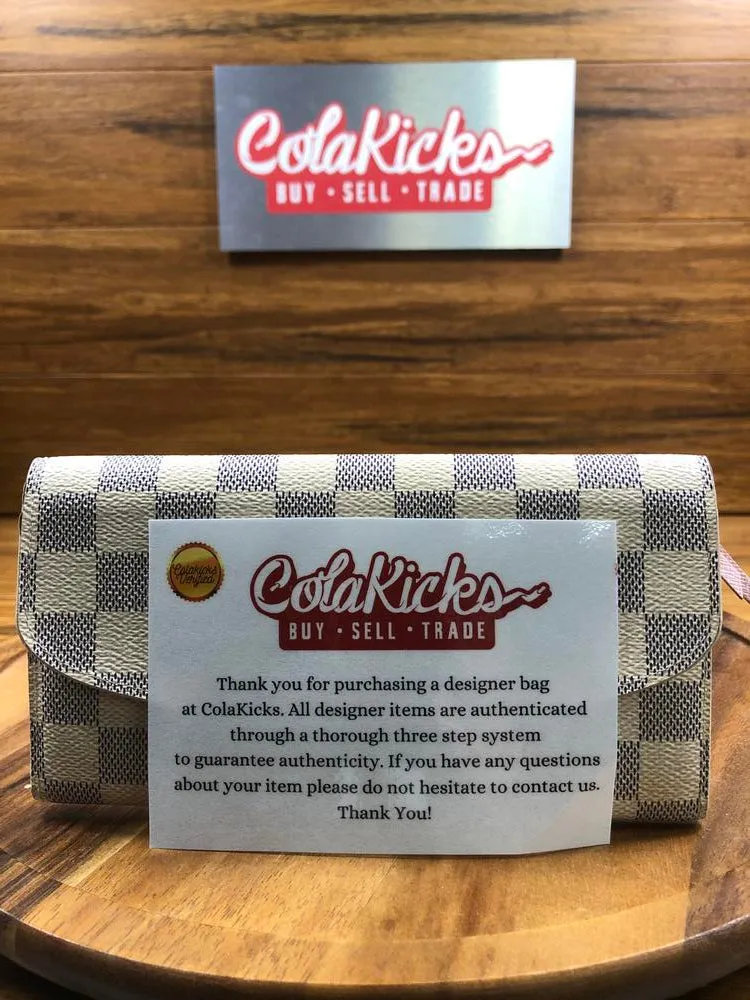 ColaKicks
BUY · SELL · TRADE
Colakicks
Verified
ColaKicks
BUY · SELL · TRADE
Thank you for purchasing a designer bag
at ColaKicks. All designer items are authenticated
through a thorough three step system
to guarantee authenticity. If you have any questions
about your item please do not hesitate to contact us.
Thank You!